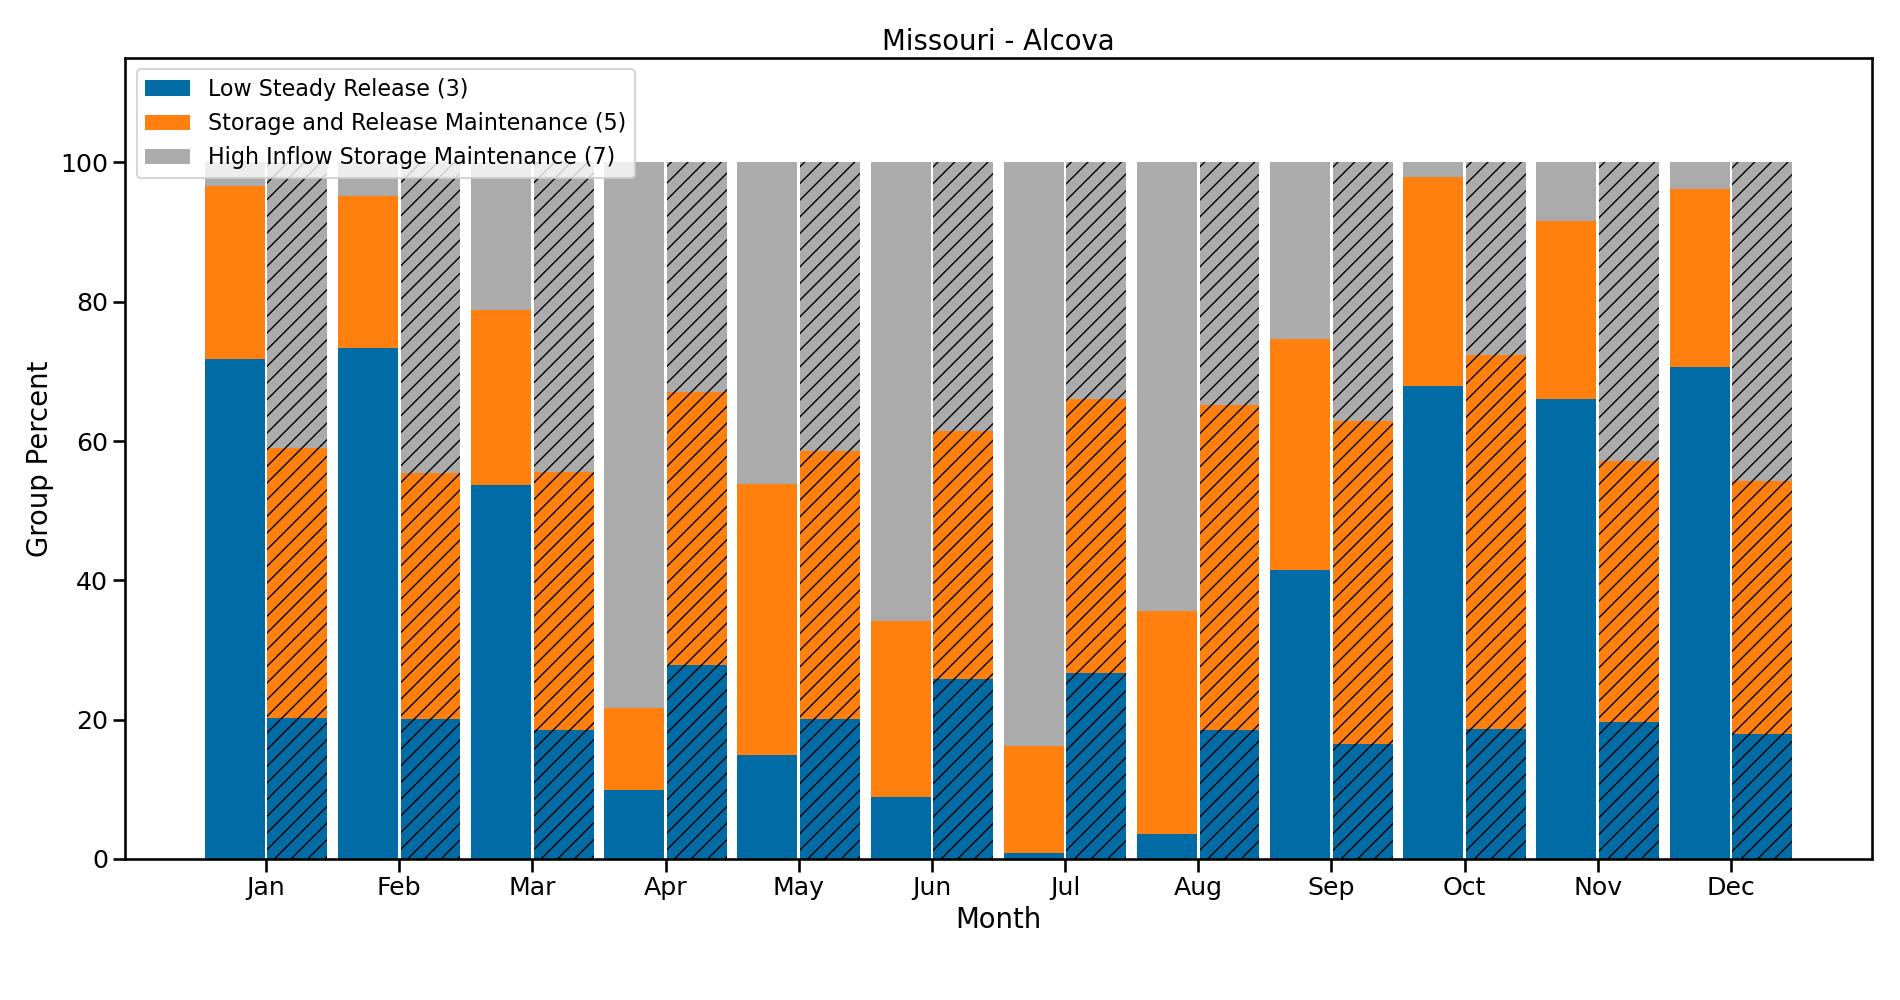 Missouri - Alcova
Low Steady Release (3)
Storage and Release Maintenance (5)
High Inflow Storage Maintenance (7)
Group Percent
100
80
60
40
20
0
Jan Feb Mar Apr May Jun Jul Aug Sep Oct Nov Dec
Month